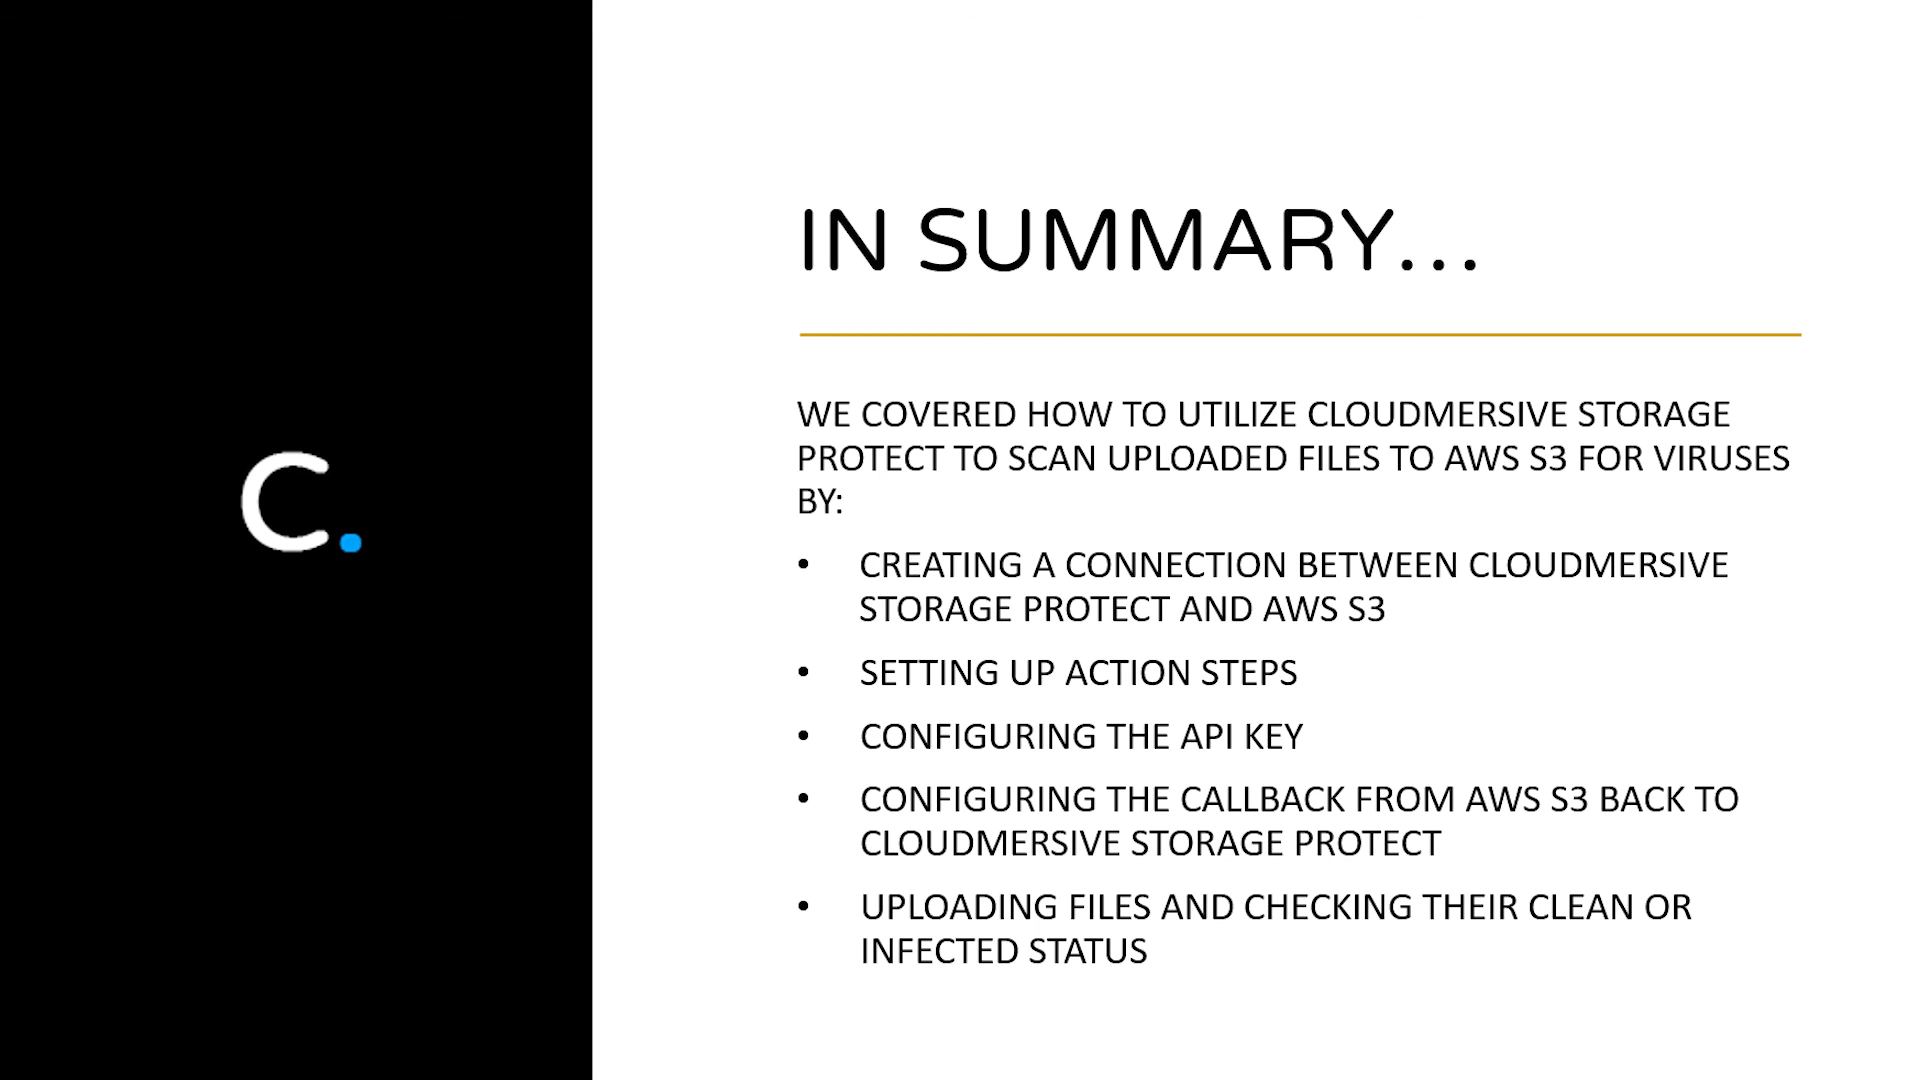 C.
IN SUMMARY...
WE COVERED HOW TO UTILIZE CLOUDMERSIVE STORAGE
PROTECT TO SCAN UPLOADED FILES TO AWS S3 FOR VIRUSES
BY:
• CREATING A CONNECTION BETWEEN CLOUDMERSIVE
STORAGE PROTECT AND AWS S3
• SETTING UP ACTION STEPS
• CONFIGURING THE API KEY
• CONFIGURING THE CALLBACK FROM AWS S3 BACK TO
CLOUDMERSIVE STORAGE PROTECT
• UPLOADING FILES AND CHECKING THEIR CLEAN OR
INFECTED STATUS